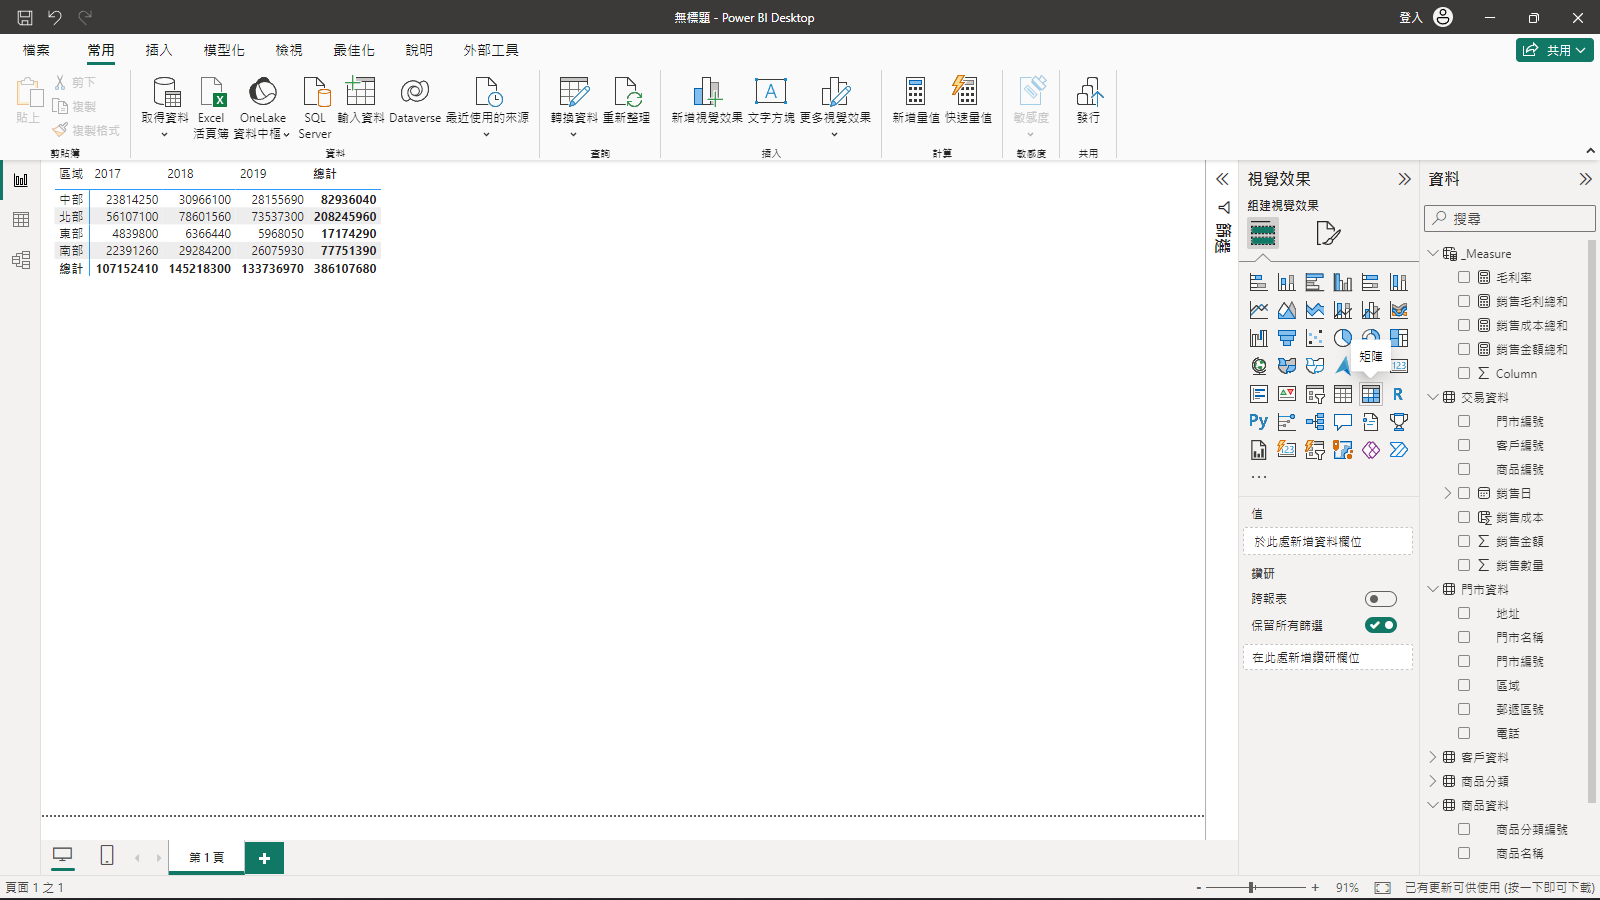 無標題 - Power BI Desktop
登入
檔案 常用 插入 模型化 檢視 最佳化 說明 外部工具
共用
貼上
剪下
複製
複製格式
剪貼簿
取得資料
Excel
活頁簿
OneLake
資料中樞
SQL
Server
輸入資料
Dataverse
最近使用的來源
資料
轉換資料
重新整理
查詢
新增視覺效果
文字方塊
更多視覺效果
插入
新增量值
快速量值
計算
敏感度
敏感度
發行
共用
區域 2017 2018 2019 總計
中部 23814250 30966100 28155690 82936040
北部 56107100 78601560 73537300 208245960
東部 4839800 6366440 5968050 17174290
南部 22391260 29284200 26075930 77751390
總計 107152410 145218300 133736970 386107680
篩選
視覺效果
組建視覺效果
矩陣
123
R
Py
123
...
值
於此處新增資料欄位
鑽研
跨報表
保留所有篩選
在此處新增鑽研欄位
資料
搜尋
_Measure
毛利率
銷售毛利總和
銷售成本總和
銷售金額總和
Column
交易資料
門市編號
客戶編號
商品編號
銷售日
銷售成本
銷售金額
銷售數量
門市資料
地址
門市名稱
門市編號
區域
郵遞區號
電話
客戶資料
商品分類
商品資料
商品分類編號
商品名稱
第 1 頁
頁面 1 之 1
- + 91%
已有更新可供使用 (按一下即可下載)